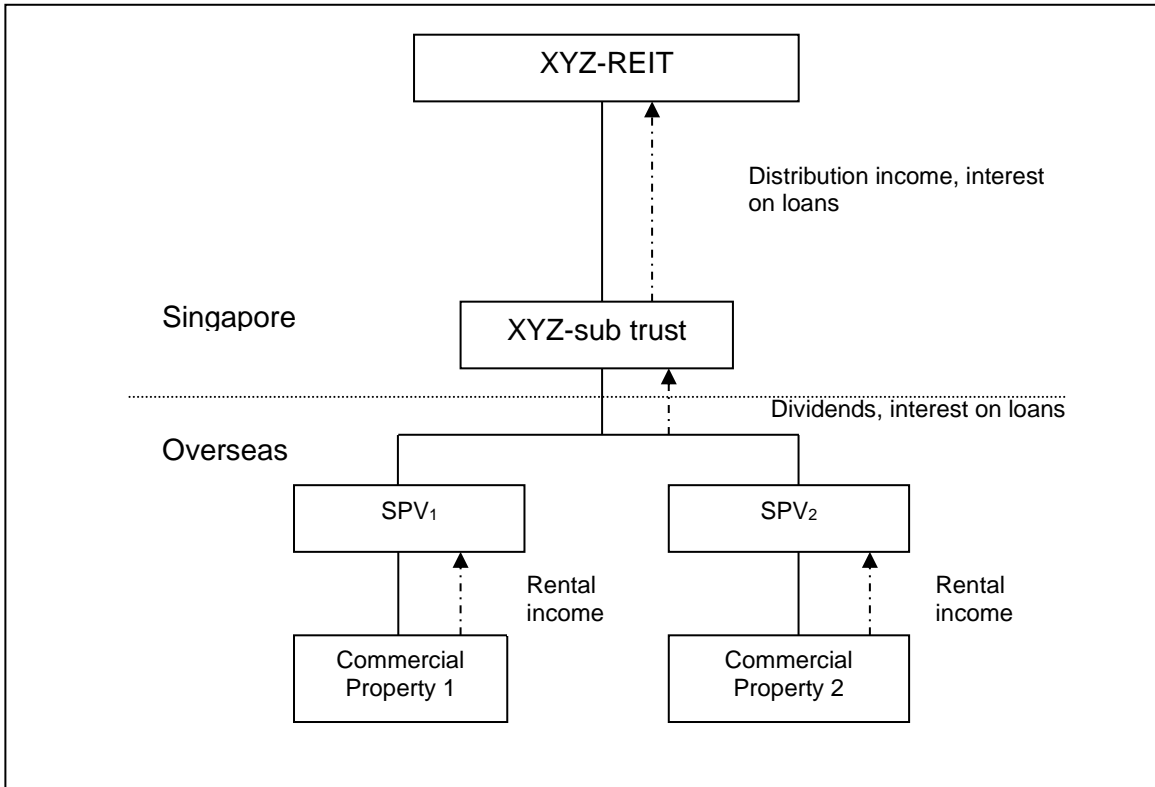 XYZ-REIT
Distribution income, interest
on loans
Singapore
XYZ-sub trust
Dividends, interest on loans
Overseas
SPV₁
SPV₂
Rental
income
Rental
income
Commercial
Property 1
Commercial
Property 2